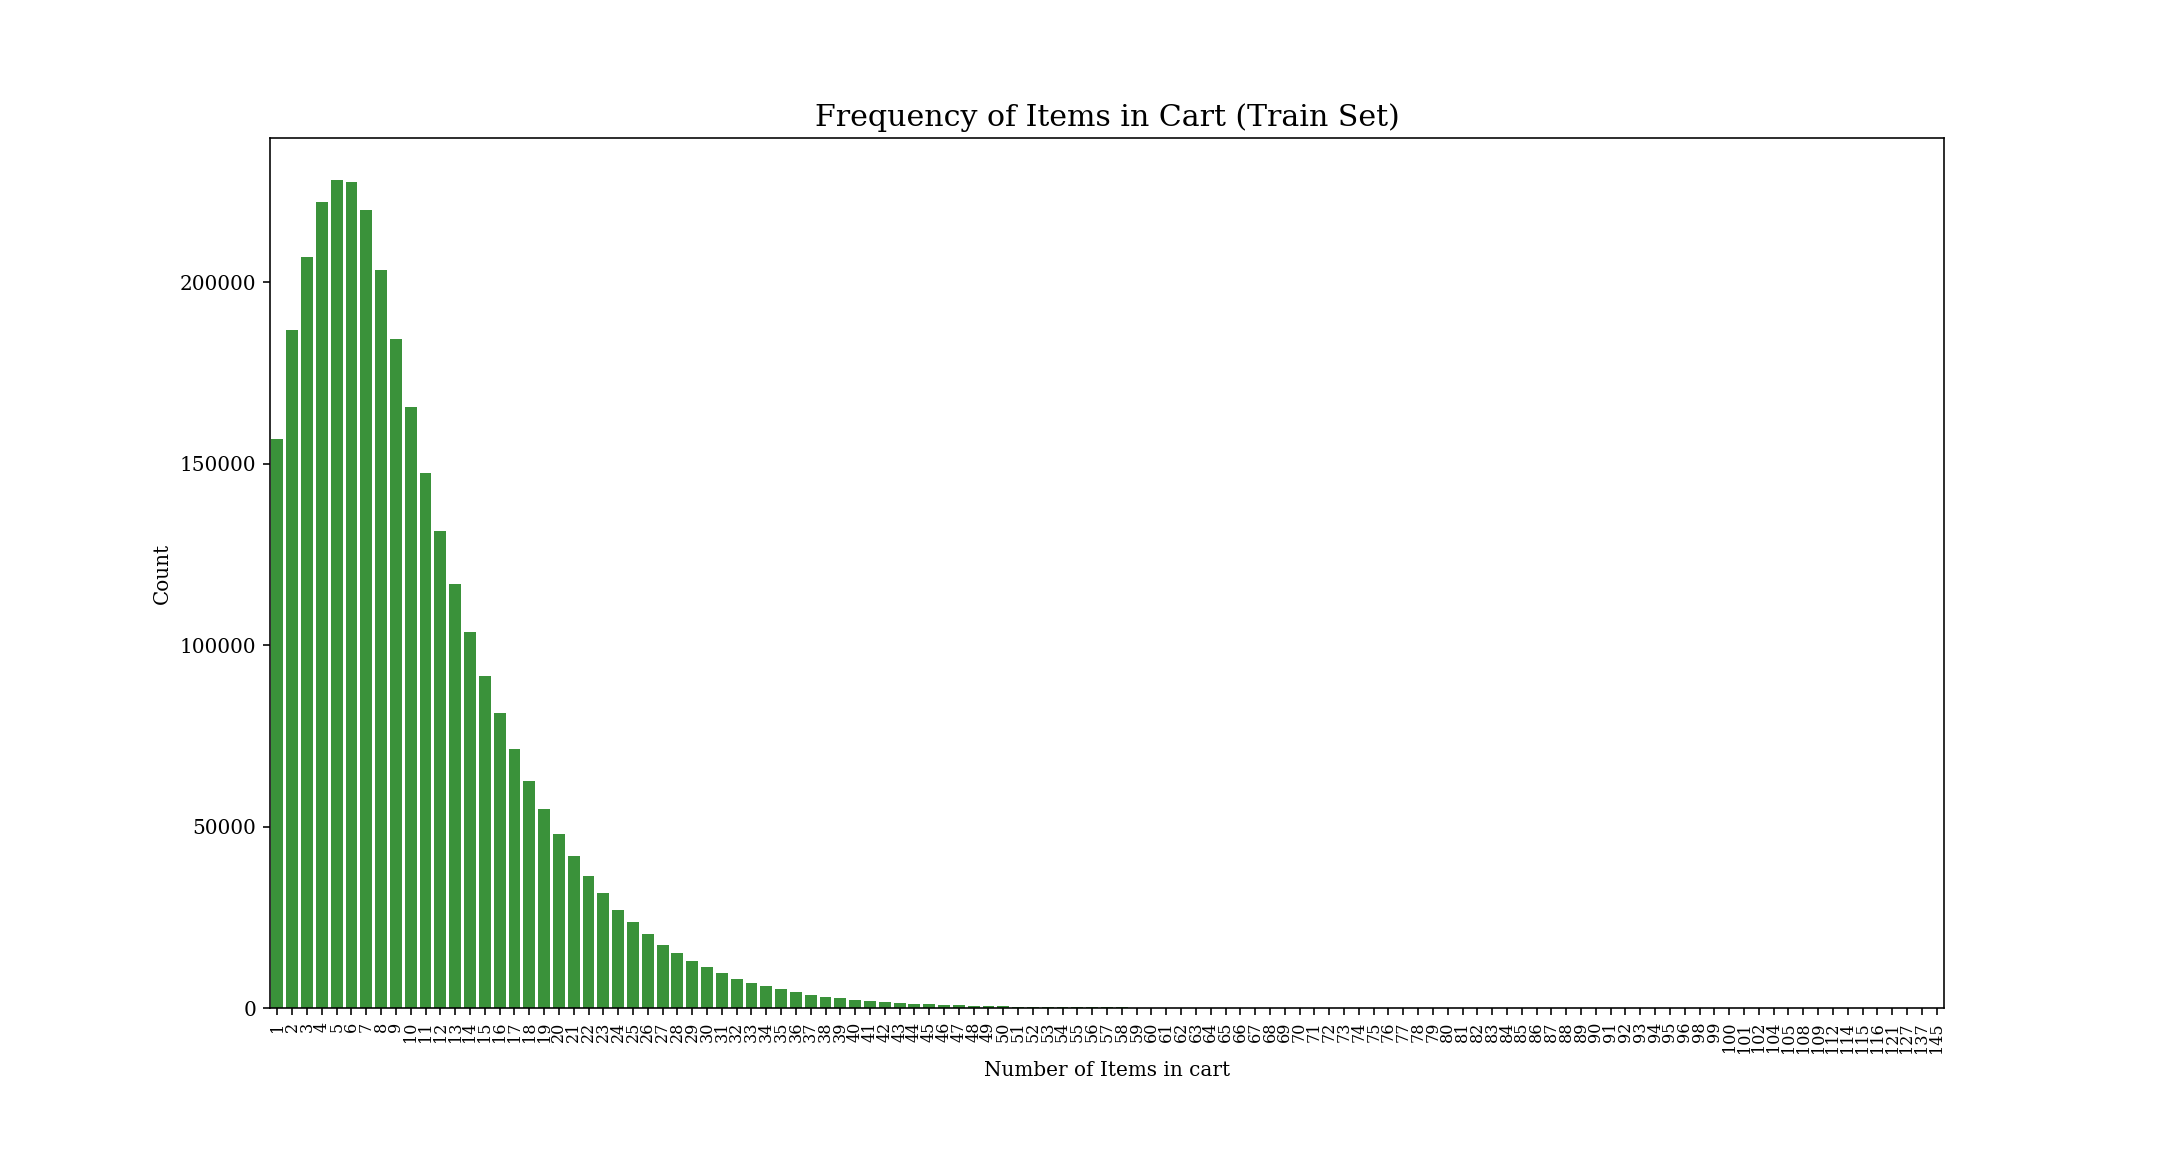 Frequency of Items in Cart (Train Set)
200000
150000
100000
50000
0
Count
1 2 3 4 5 6 7 8 9 10 11 12 13 14 15 16 17 18 19 20 21 22 23 24 25 26 27 28 29 30 31 32 33 34 35 36 37 38 39 40 41 42 43 44 45 46 47 48 49 50 51 52 53 54 55 56 57 58 59 60 61 62 63 64 65 66 67 68 69 70 71 72 73 74 75 76 77 78 79 80 81 82 83 84 85 86 87 88 89 90 91 92 93 94 95 96 98 99 100 101 102 104 105 108 109 112 114 115 116 121 127 137 145
Number of Items in cart